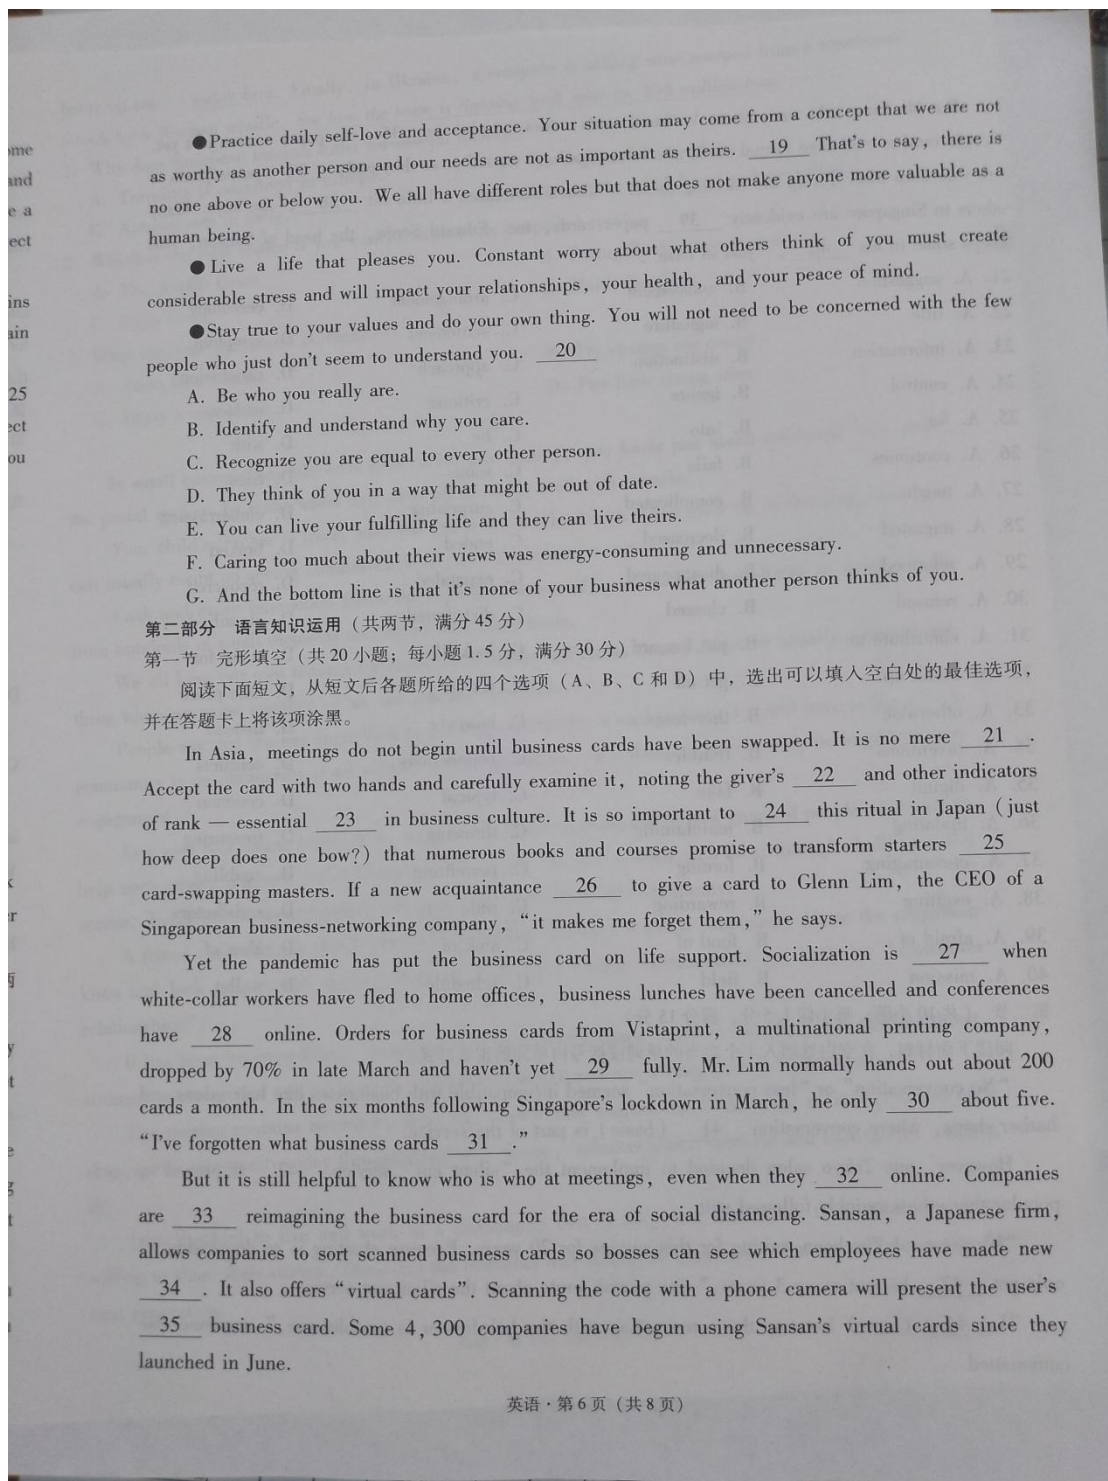 ●Practice daily self-love and acceptance. Your situation may come from a concept that we are not
as worthy as another person and our needs are not as important as theirs. 19 That's to say, there is
no one above or below you. We all have different roles but that does not make anyone more valuable as a
human being.
●Live a life that pleases you. Constant worry about what others think of you must create
considerable stress and will impact your relationships, your health, and your peace of mind.
●Stay true to your values and do your own thing. You will not need to be concerned with the few
people who just don't seem to understand you. 20
A. Be who you really are.
B. Identify and understand why you care.
C. Recognize you are equal to every other person.
D. They think of you in a way that might be out of date.
E. You can live your fulfilling life and they can live theirs.
F. Caring too much about their views was energy-consuming and unnecessary.
G. And the bottom line is that it's none of your business what another person thinks of you.
第二部分 语言知识运用（共两节，满分 45 分）
第一节 完形填空（共 20 小题；每小题 1.5 分，满分 30 分）
阅读下面短文，从短文后各题所给的四个选项（A、B、C 和 D）中，选出可以填入空白处的最佳选项，
并在答题卡上将该项涂黑。
In Asia, meetings do not begin until business cards have been swapped. It is no mere 21 .
Accept the card with two hands and carefully examine it, noting the giver's 22 and other indicators
of rank — essential 23 in business culture. It is so important to 24 this ritual in Japan (just
how deep does one bow?) that numerous books and courses promise to transform starters 25
card-swapping masters. If a new acquaintance 26 to give a card to Glenn Lim, the CEO of a
Singaporean business-networking company, "it makes me forget them," he says.
Yet the pandemic has put the business card on life support. Socialization is 27 when
white-collar workers have fled to home offices, business lunches have been cancelled and conferences
have 28 online. Orders for business cards from Vistaprint, a multinational printing company,
dropped by 70% in late March and haven't yet 29 fully. Mr. Lim normally hands out about 200
cards a month. In the six months following Singapore's lockdown in March, he only 30 about five.
"I've forgotten what business cards 31 ."
But it is still helpful to know who is who at meetings, even when they 32 online. Companies
are 33 reimagining the business card for the era of social distancing. Sansan, a Japanese firm,
allows companies to sort scanned business cards so bosses can see which employees have made new
34 . It also offers "virtual cards". Scanning the code with a phone camera will present the user's
35 business card. Some 4,300 companies have begun using Sansan's virtual cards since they
launched in June.
英语·第 6 页（共 8 页）